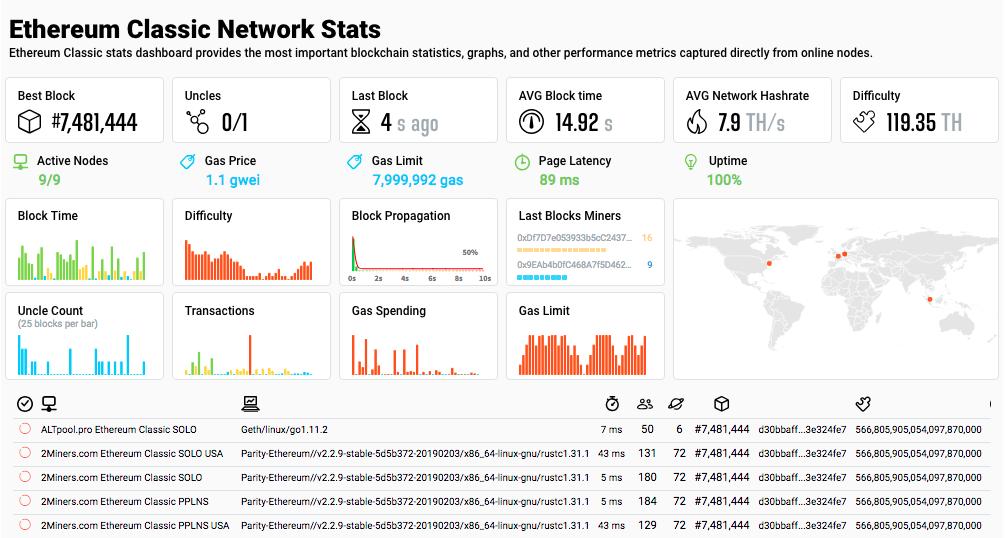 Ethereum Classic Network Stats
Ethereum Classic stats dashboard provides the most important blockchain statistics, graphs, and other performance metrics captured directly from online nodes.
Best Block
#7,481,444
Uncles
0/1
Last Block
4 s ago
AVG Block time
14.92 s
AVG Network Hashrate
7.9 TH/s
Difficulty
119.35 TH
Active Nodes
9/9
Gas Price
1.1 gwei
Gas Limit
7,999,992 gas
Page Latency
89 ms
Uptime
100%
Block Time
Difficulty
Block Propagation
50%
0s 2s 4s 6s 8s 10s
Last Blocks Miners
0xDf7D7e053933b5cC2437... 16
0x9EAb4b0fC468A7f5D462... 9
Uncle Count
(25 blocks per bar)
Transactions
Gas Spending
Gas Limit
ALTpool.pro Ethereum Classic SOLO Geth/linux/go1.11.2 7 ms 50 6 #7,481,444 d30bbaff...3e324fe7 566,805,905,054,097,870,000
2Miners.com Ethereum Classic SOLO USA Parity-Ethereum//v2.2.9-stable-5d5b372-20190203/x86_64-linux-gnu/rustc1.31.1 43 ms 131 72 #7,481,444 d30bbaff...3e324fe7 566,805,905,054,097,870,000
2Miners.com Ethereum Classic SOLO Parity-Ethereum//v2.2.9-stable-5d5b372-20190203/x86_64-linux-gnu/rustc1.31.1 5 ms 180 72 #7,481,444 d30bbaff...3e324fe7 566,805,905,054,097,870,000
2Miners.com Ethereum Classic PPLNS Parity-Ethereum//v2.2.9-stable-5d5b372-20190203/x86_64-linux-gnu/rustc1.31.1 5 ms 184 72 #7,481,444 d30bbaff...3e324fe7 566,805,905,054,097,870,000
2Miners.com Ethereum Classic PPLNS USA Parity-Ethereum//v2.2.9-stable-5d5b372-20190203/x86_64-linux-gnu/rustc1.31.1 43 ms 129 72 #7,481,444 d30bbaff...3e324fe7 566,805,905,054,097,870,000